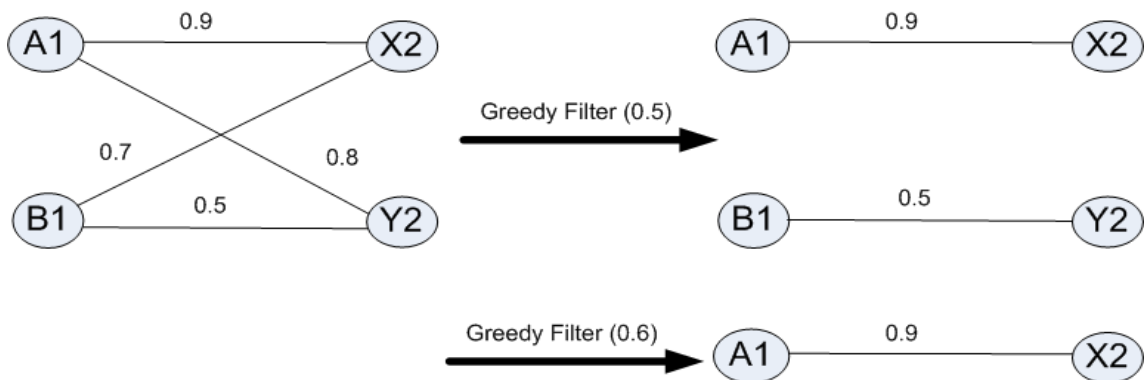 0.9
A1
X2
0.7
0.8
B1
0.5
Y2
Greedy Filter (0.5)
0.9
A1
X2
0.5
B1
Y2
Greedy Filter (0.6)
0.9
A1
X2